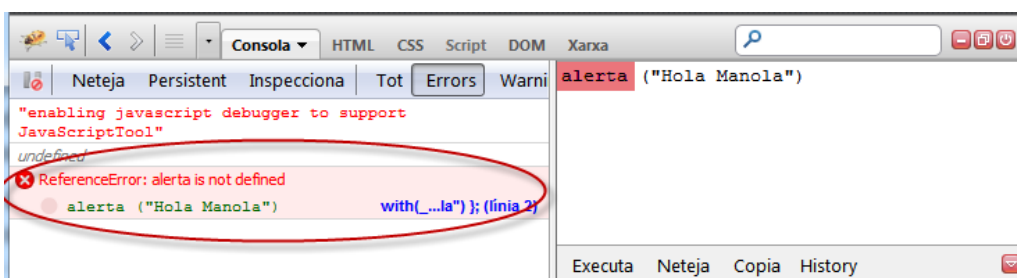 Consola HTML CSS Script DOM Xarxa
Neteja Persistent Inspecciona Tot Errors Warni
"enabling javascript debugger to support
JavaScriptTool"
undefined
ReferenceError: alerta is not defined
alerta ("Hola Manola") with(_...la") }; (línia 2)
alerta ("Hola Manola")
Executa Neteja Copia History